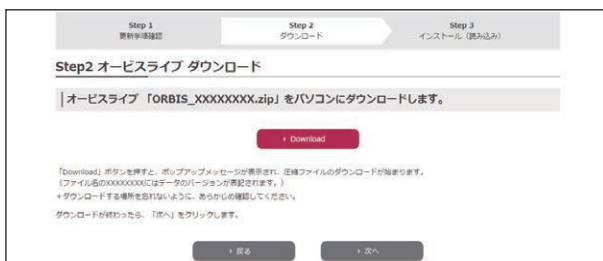 Step 1
更新手順確認
Step 2
ダウンロード
Step 3
インストール（読み込み）
Step2 オービスライブ ダウンロード
オービスライブ 「ORBIS_XXXXXXXX.zip」をパソコンにダウンロードします。
Download
「Download」ボタンを押すと、ポップアップメッセージが表示され、圧縮ファイルのダウンロードが始まります。
（ファイル名のXXXXXXXXにはデータのバージョンが表記されます。）
* ダウンロードする場所を忘れないように、あらかじめ確認してください。
ダウンロードが終わったら、「次へ」をクリックします。
戻る
次へ